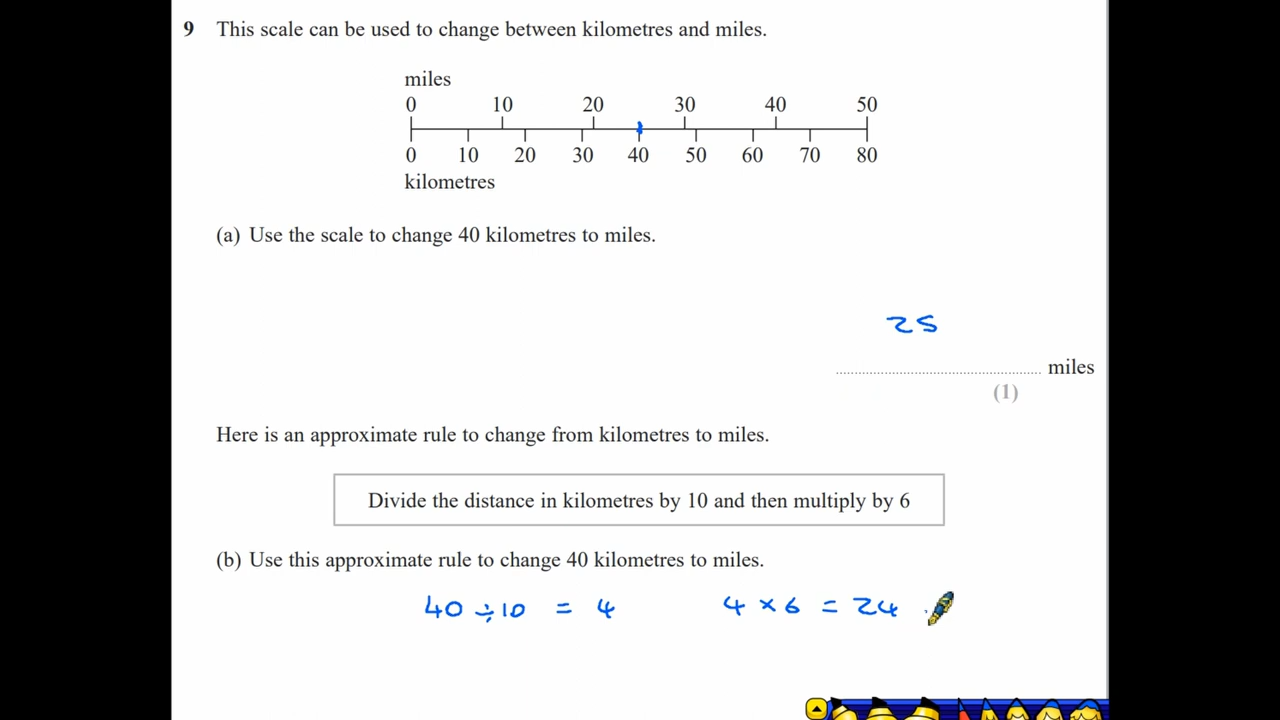 9 This scale can be used to change between kilometres and miles.
miles
0 10 20 30 40 50
0 10 20 30 40 50 60 70 80
kilometres
(a) Use the scale to change 40 kilometres to miles.
25
miles
(1)
Here is an approximate rule to change from kilometres to miles.
Divide the distance in kilometres by 10 and then multiply by 6
(b) Use this approximate rule to change 40 kilometres to miles.
40 ÷ 10 = 4 4 × 6 = 24